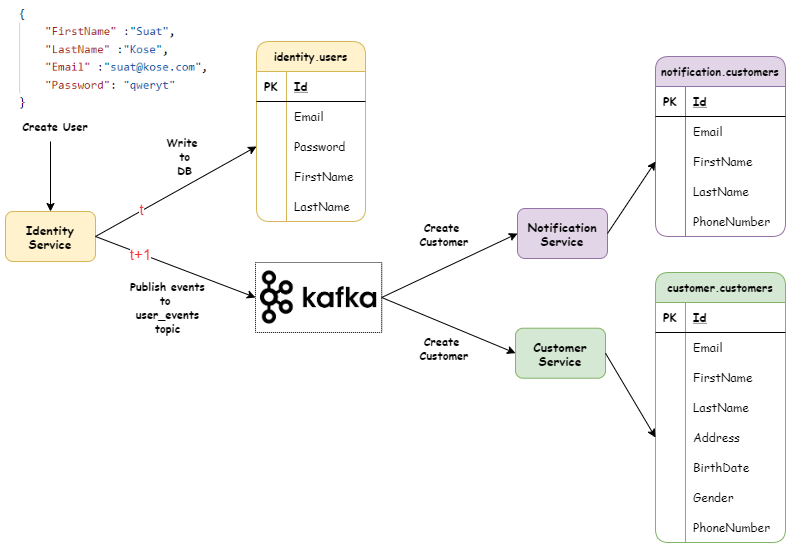 {
"FirstName" :"Suat",
"LastName" :"Kose",
"Email" :"suat@kose.com",
"Password": "qweryt"
}
Create User
Identity
Service
Write
to
DB
t
t+1
Publish events
to
user_events
topic
identity.users
PK Id
Email
Password
FirstName
LastName
kafka
Create
Customer
Create
Customer
Notification
Service
Customer
Service
notification.customers
PK Id
Email
FirstName
LastName
PhoneNumber
customer.customers
PK Id
Email
FirstName
LastName
Address
BirthDate
Gender
PhoneNumber